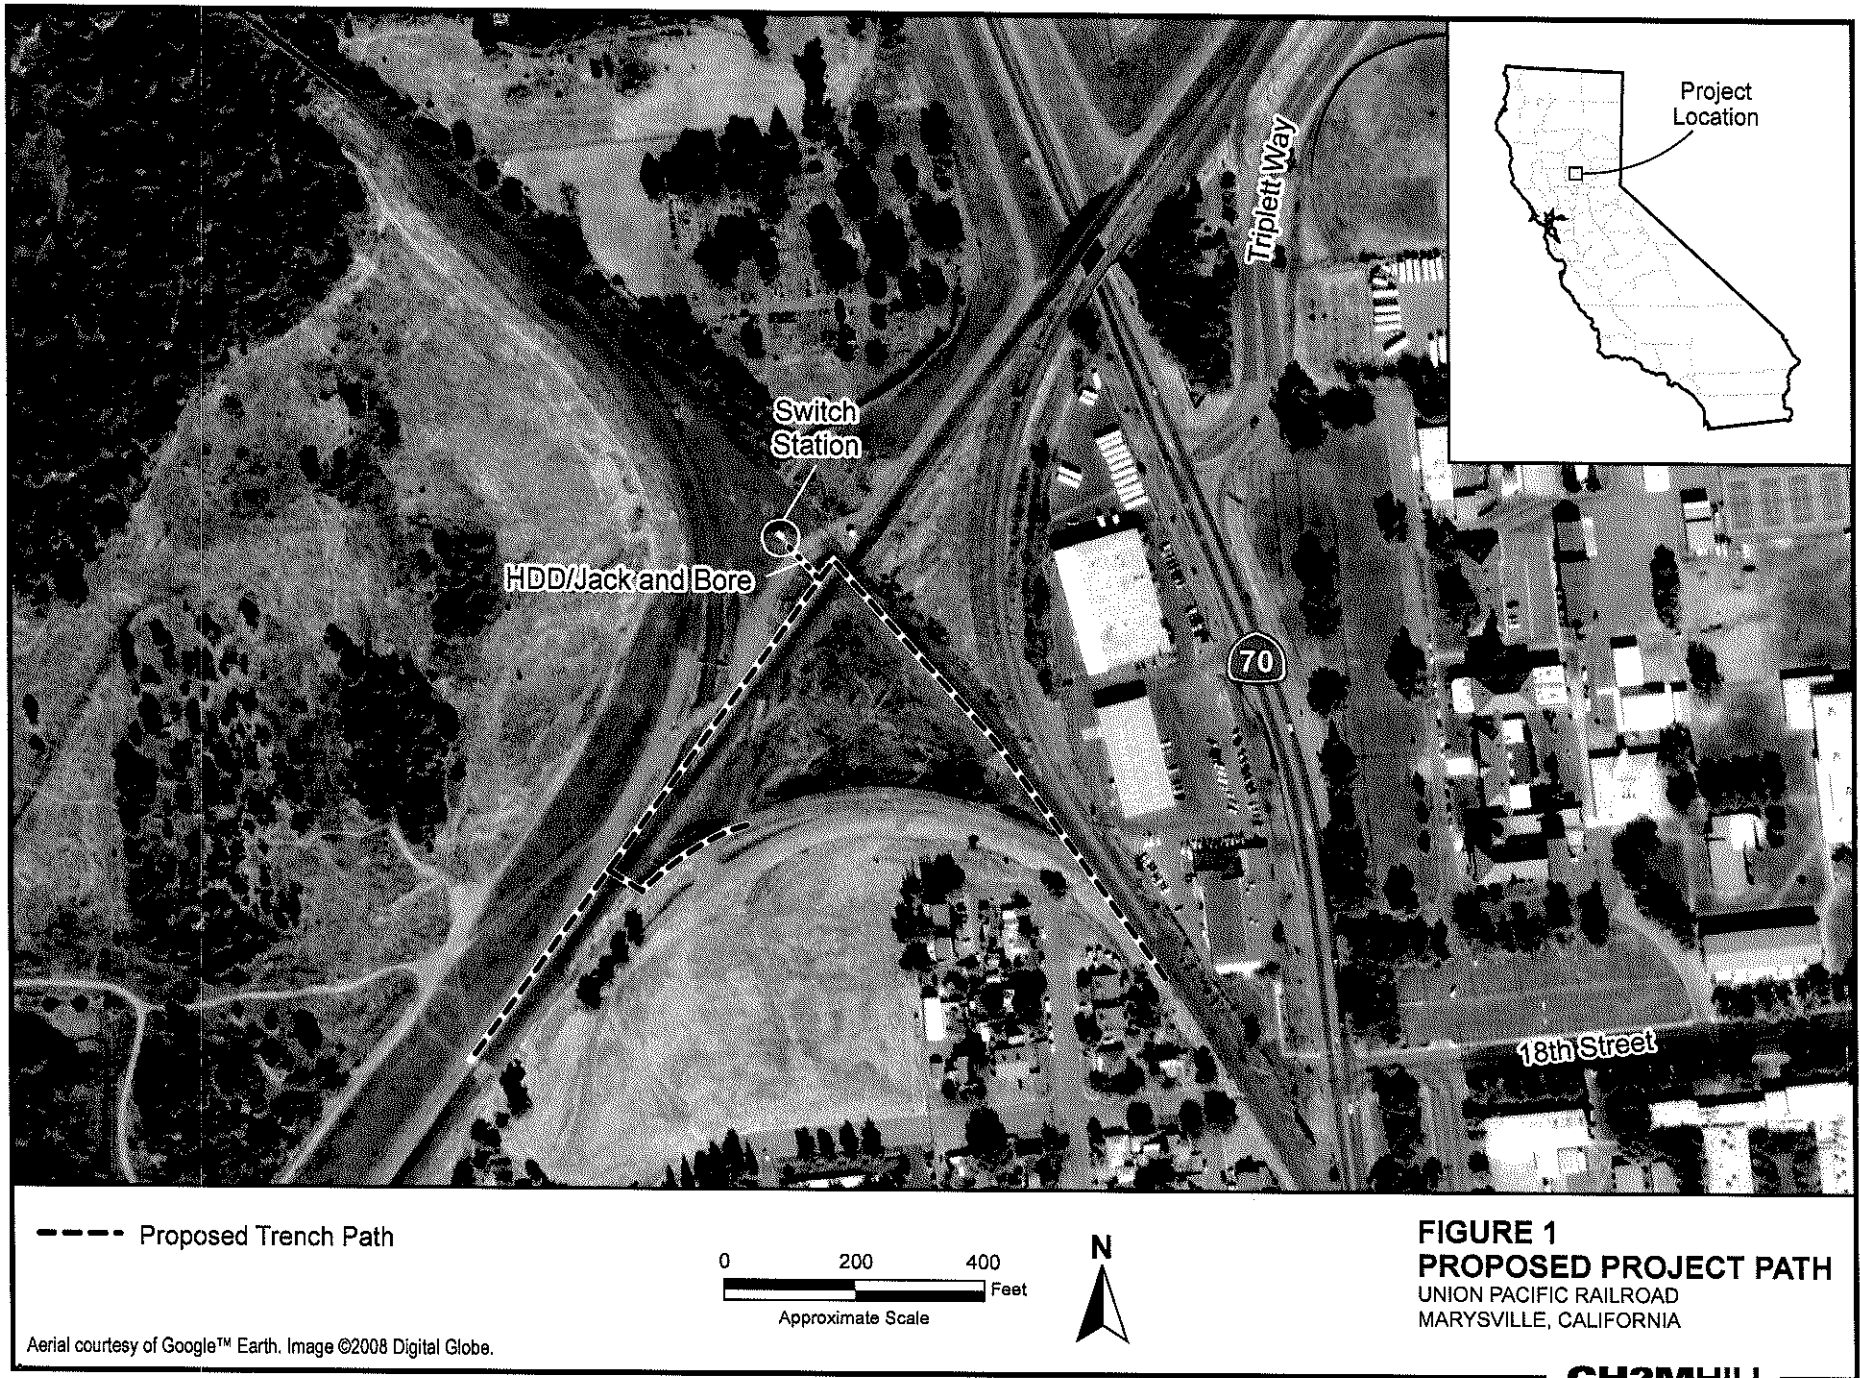 Project
Location
Triplett Way
Switch
Station
HDD/Jack and Bore
70
18th Street
Proposed Trench Path
0 200 400
Feet
Approximate Scale
N
FIGURE 1
PROPOSED PROJECT PATH
UNION PACIFIC RAILROAD
MARYSVILLE, CALIFORNIA
Aerial courtesy of Google™ Earth. Image ©2008 Digital Globe.
CH2MHILL